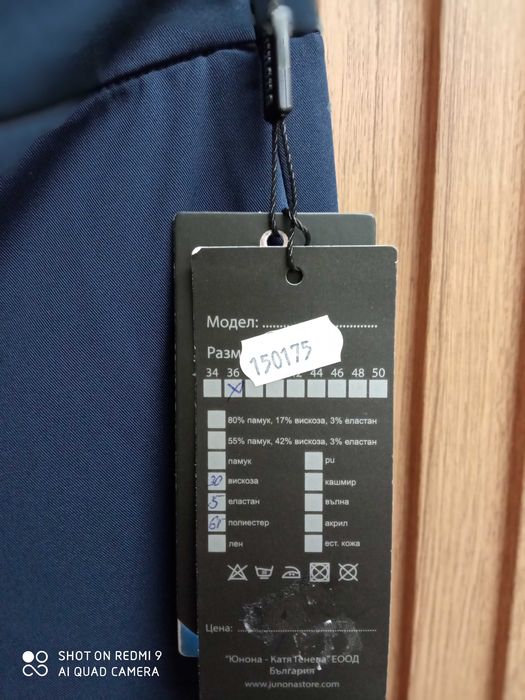 Модел: ..............................
150175
Разм
34 36 42 44 46 48 50
x
80% памук, 17% вискоза, 3% еластан
55% памук, 42% вискоза, 3% еластан
памук pu
30 вискоза кашмир
5 еластан вълна
65 полиестер акрил
лен ест. кожа
Цена:
"Юнона - Катя Генева" ЕООД
България
www.junonastore.com
SHOT ON REDMI 9
AI QUAD CAMERA